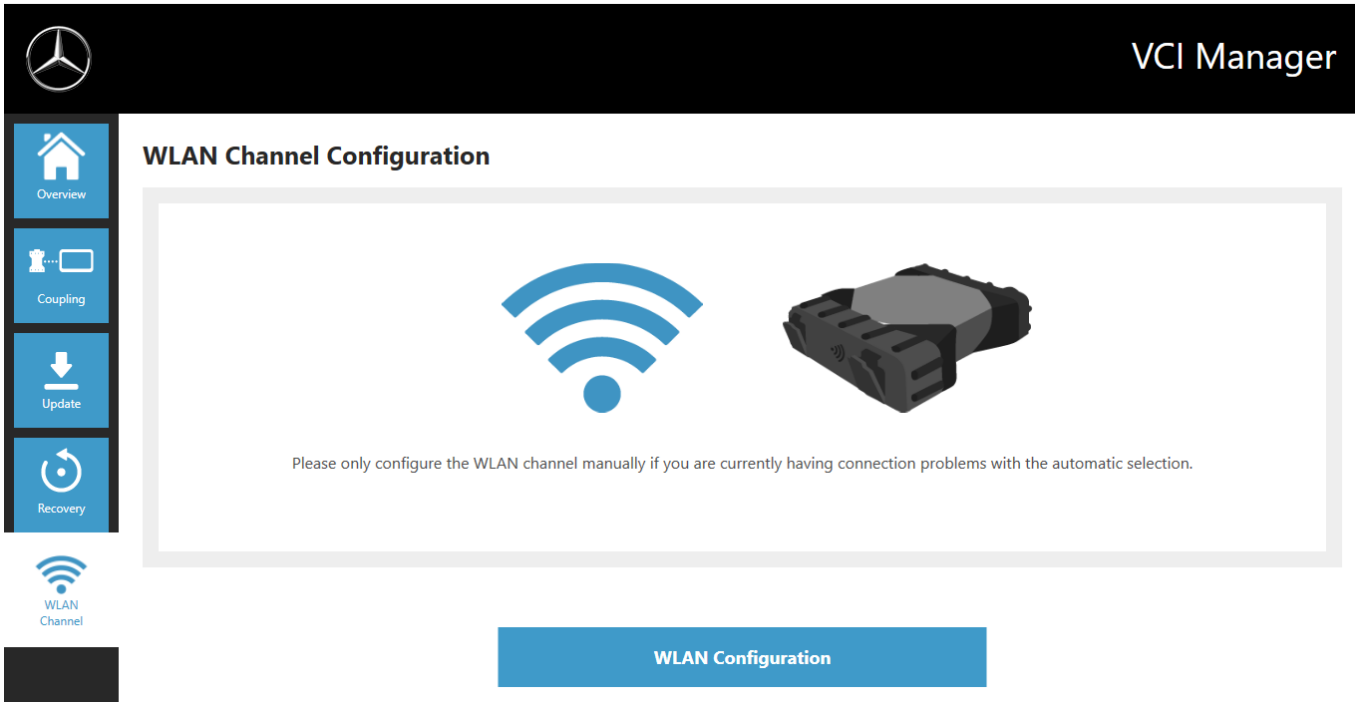 VCI Manager
Overview
Coupling
Update
Recovery
WLAN
Channel
WLAN Channel Configuration
Please only configure the WLAN channel manually if you are currently having connection problems with the automatic selection.
WLAN Configuration